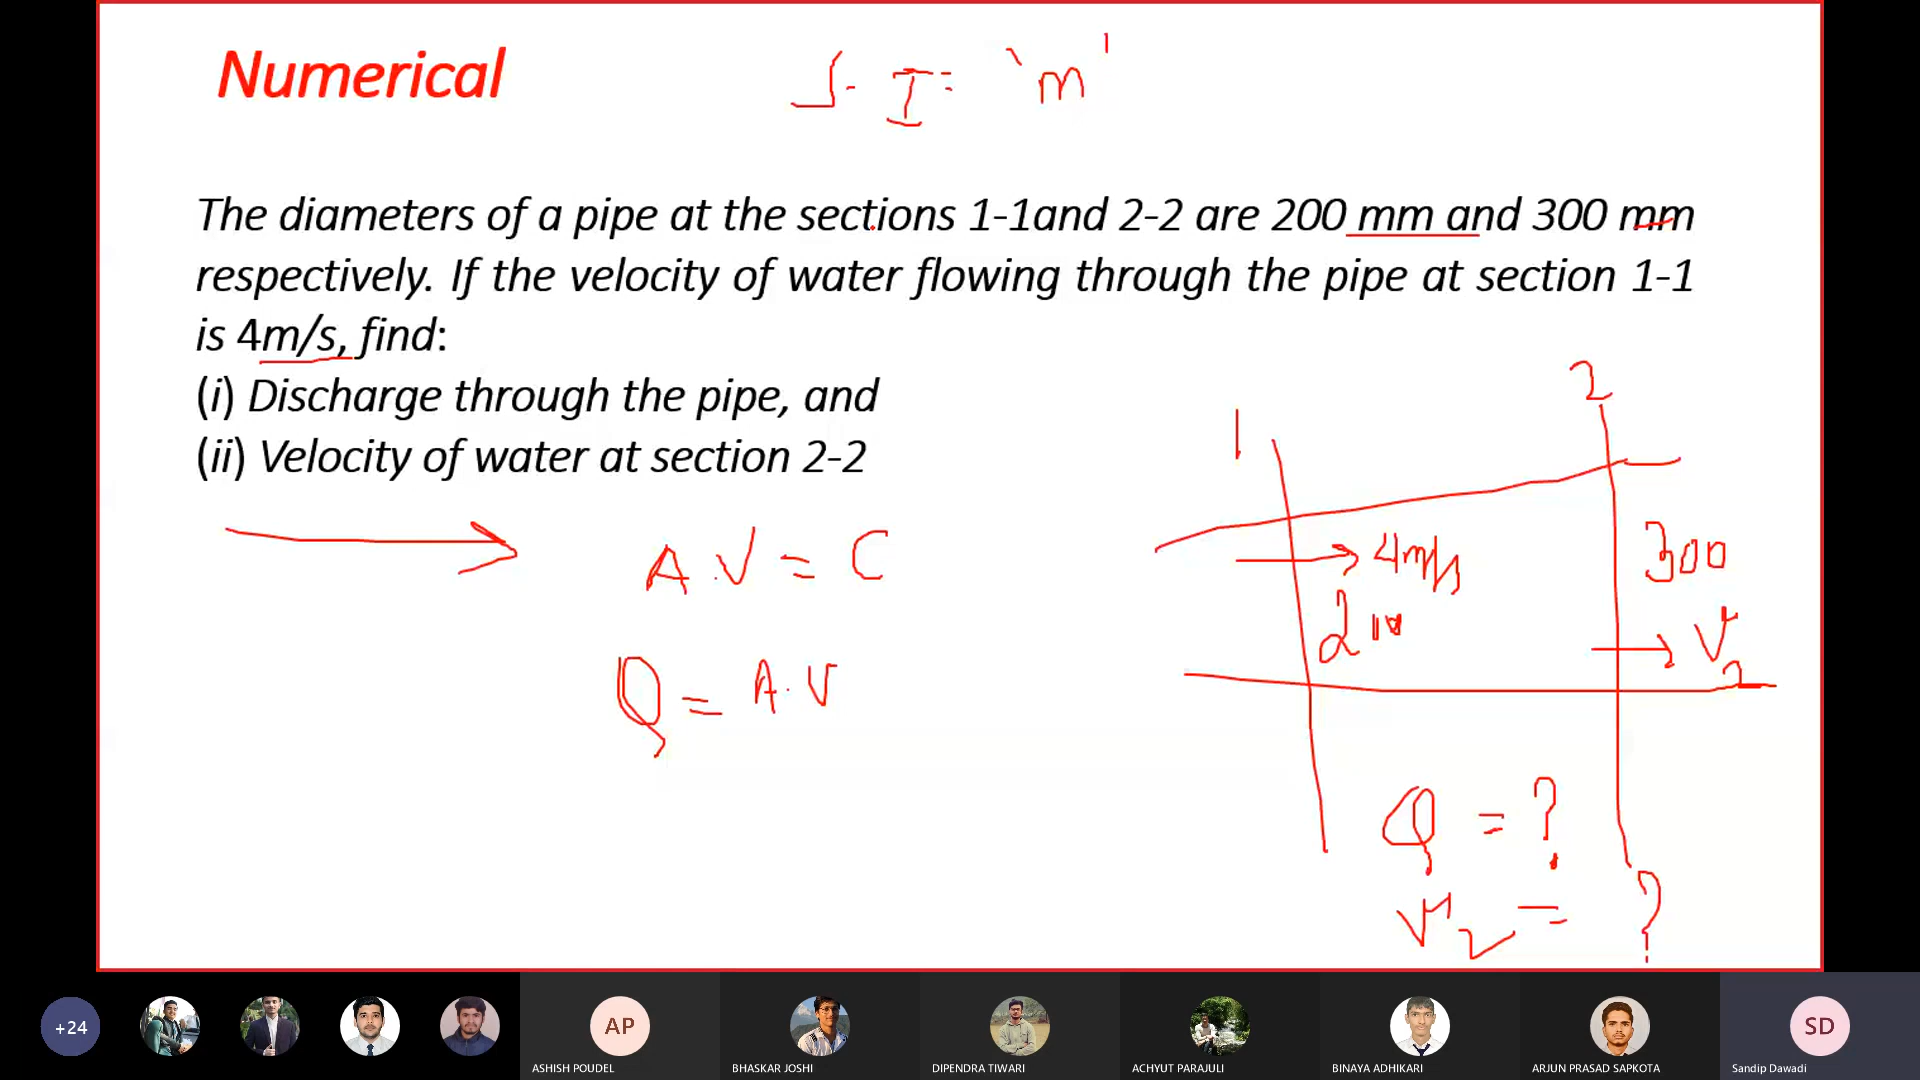 Numerical
S. I = 'm'
The diameters of a pipe at the sections 1-1and 2-2 are 200 mm and 300 mm
respectively. If the velocity of water flowing through the pipe at section 1-1
is 4m/s, find:
(i) Discharge through the pipe, and
(ii) Velocity of water at section 2-2
1
2
A.V = C
4m/s
300
V2
Q = A.V
Q = ?
V2 = ?
+24
AP
SD
ASHISH POUDEL
BHASKAR JOSHI
DIPENDRA TIWARI
ACHYUT PARAJULI
BINAYA ADHIKARI
ARJUN PRASAD SAPKOTA
Sandip Dawadi